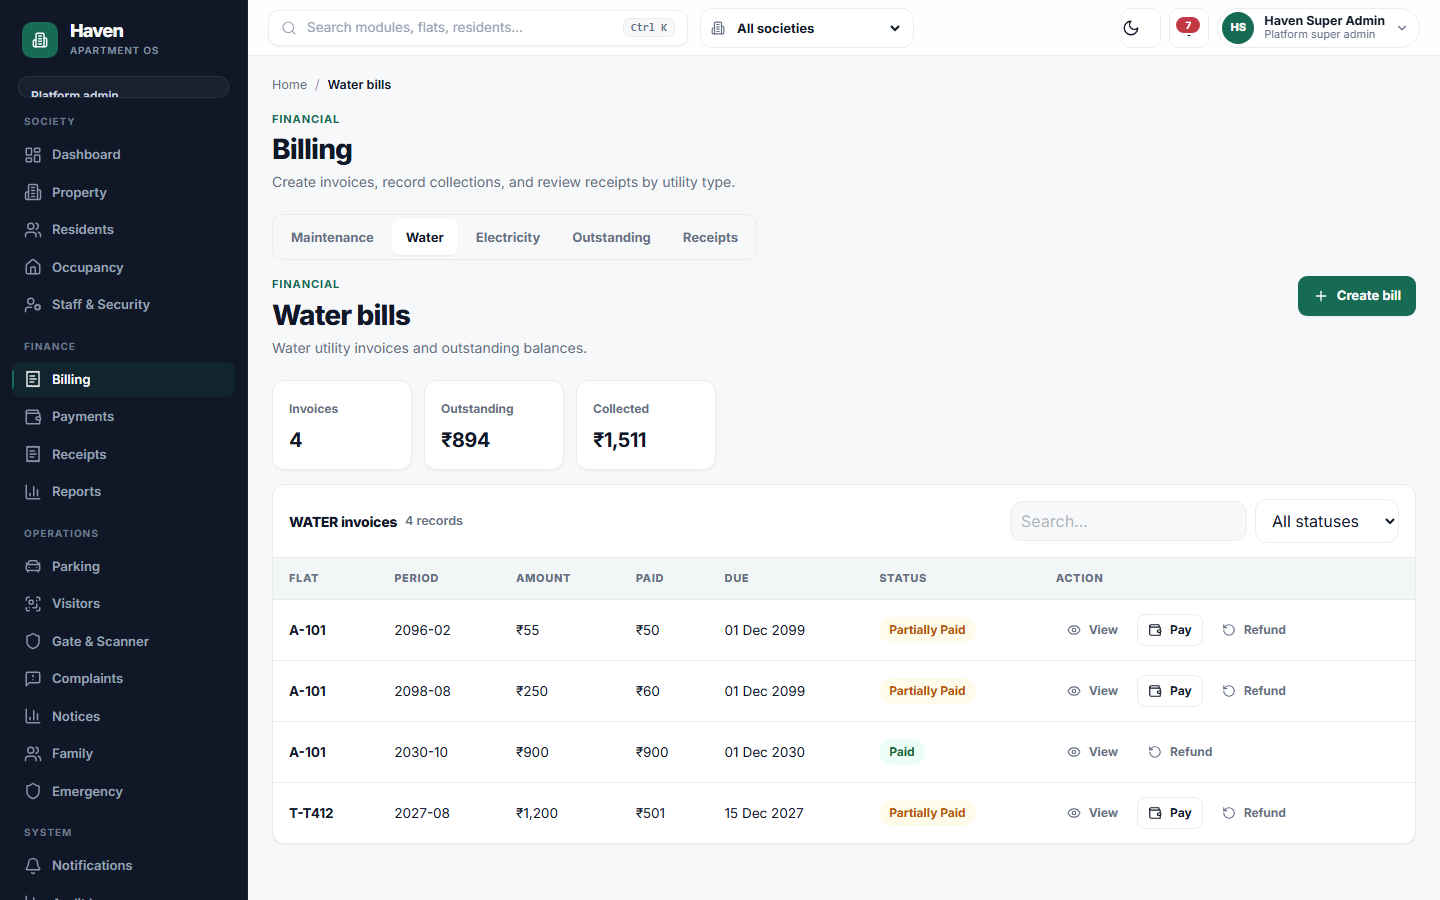 Haven
APARTMENT OS
Platform admin
SOCIETY
Dashboard
Property
Residents
Occupancy
Staff & Security
FINANCE
Billing
Payments
Receipts
Reports
OPERATIONS
Parking
Visitors
Gate & Scanner
Complaints
Notices
Family
Emergency
SYSTEM
Notifications
Search modules, flats, residents...
Ctrl K
All societies
7
HS
Haven Super Admin
Platform super admin
Home / Water bills
FINANCIAL
Billing
Create invoices, record collections, and review receipts by utility type.
Maintenance Water Electricity Outstanding Receipts
FINANCIAL
Water bills
Water utility invoices and outstanding balances.
+ Create bill
Invoices
4
Outstanding
₹894
Collected
₹1,511
WATER invoices 4 records
Search...
All statuses
FLAT PERIOD AMOUNT PAID DUE STATUS ACTION
A-101 2096-02 ₹55 ₹50 01 Dec 2099 Partially Paid View Pay Refund
A-101 2098-08 ₹250 ₹60 01 Dec 2099 Partially Paid View Pay Refund
A-101 2030-10 ₹900 ₹900 01 Dec 2030 Paid View Refund
T-T412 2027-08 ₹1,200 ₹501 15 Dec 2027 Partially Paid View Pay Refund